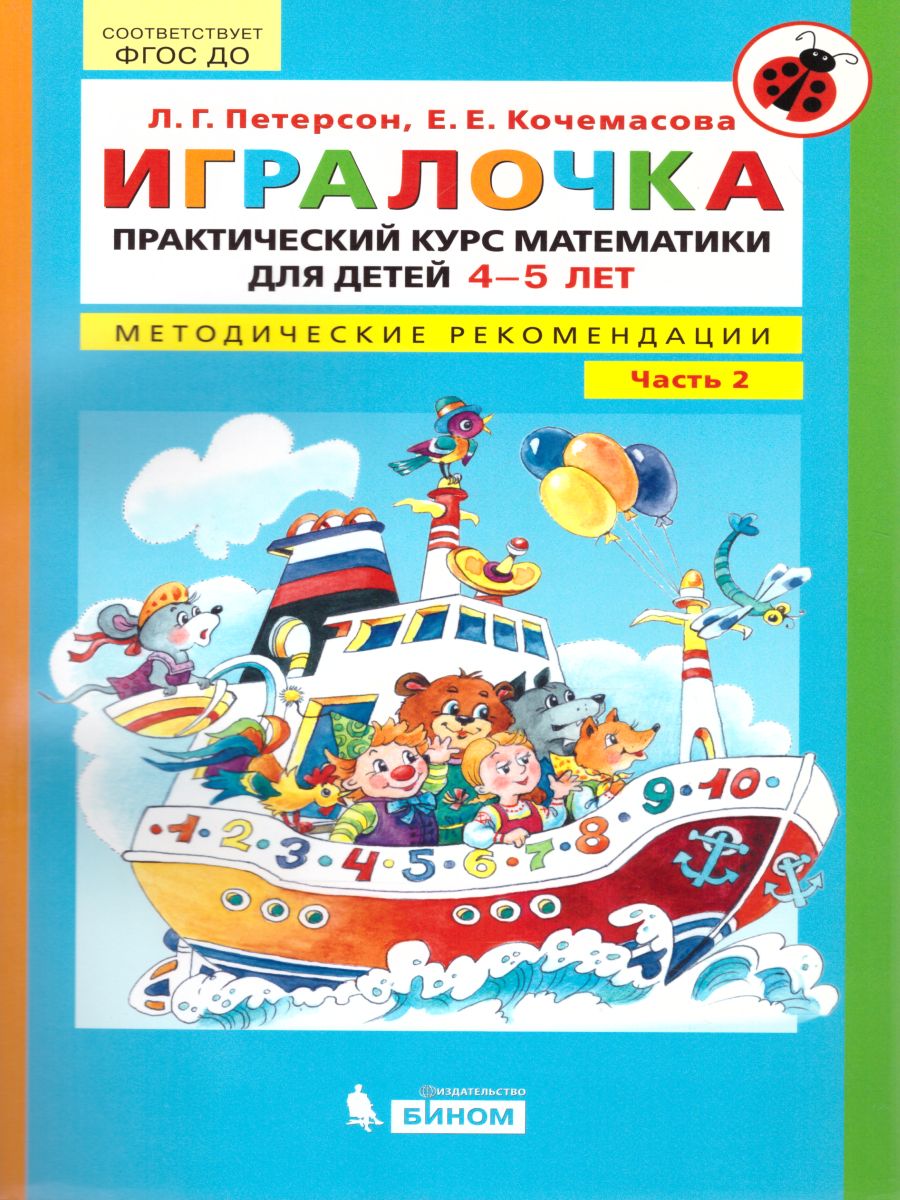 СООТВЕТСТВУЕТ
ФГОС ДО
Л. Г. Петерсон, Е. Е. Кочемасова
ИГРАЛОЧКА
ПРАКТИЧЕСКИЙ КУРС МАТЕМАТИКИ
ДЛЯ ДЕТЕЙ 4–5 ЛЕТ
МЕТОДИЧЕСКИЕ РЕКОМЕНДАЦИИ
Часть 2
·1·2·3·4·5·6·7·8·9·10·
ИЗДАТЕЛЬСТВО
БИНОМ